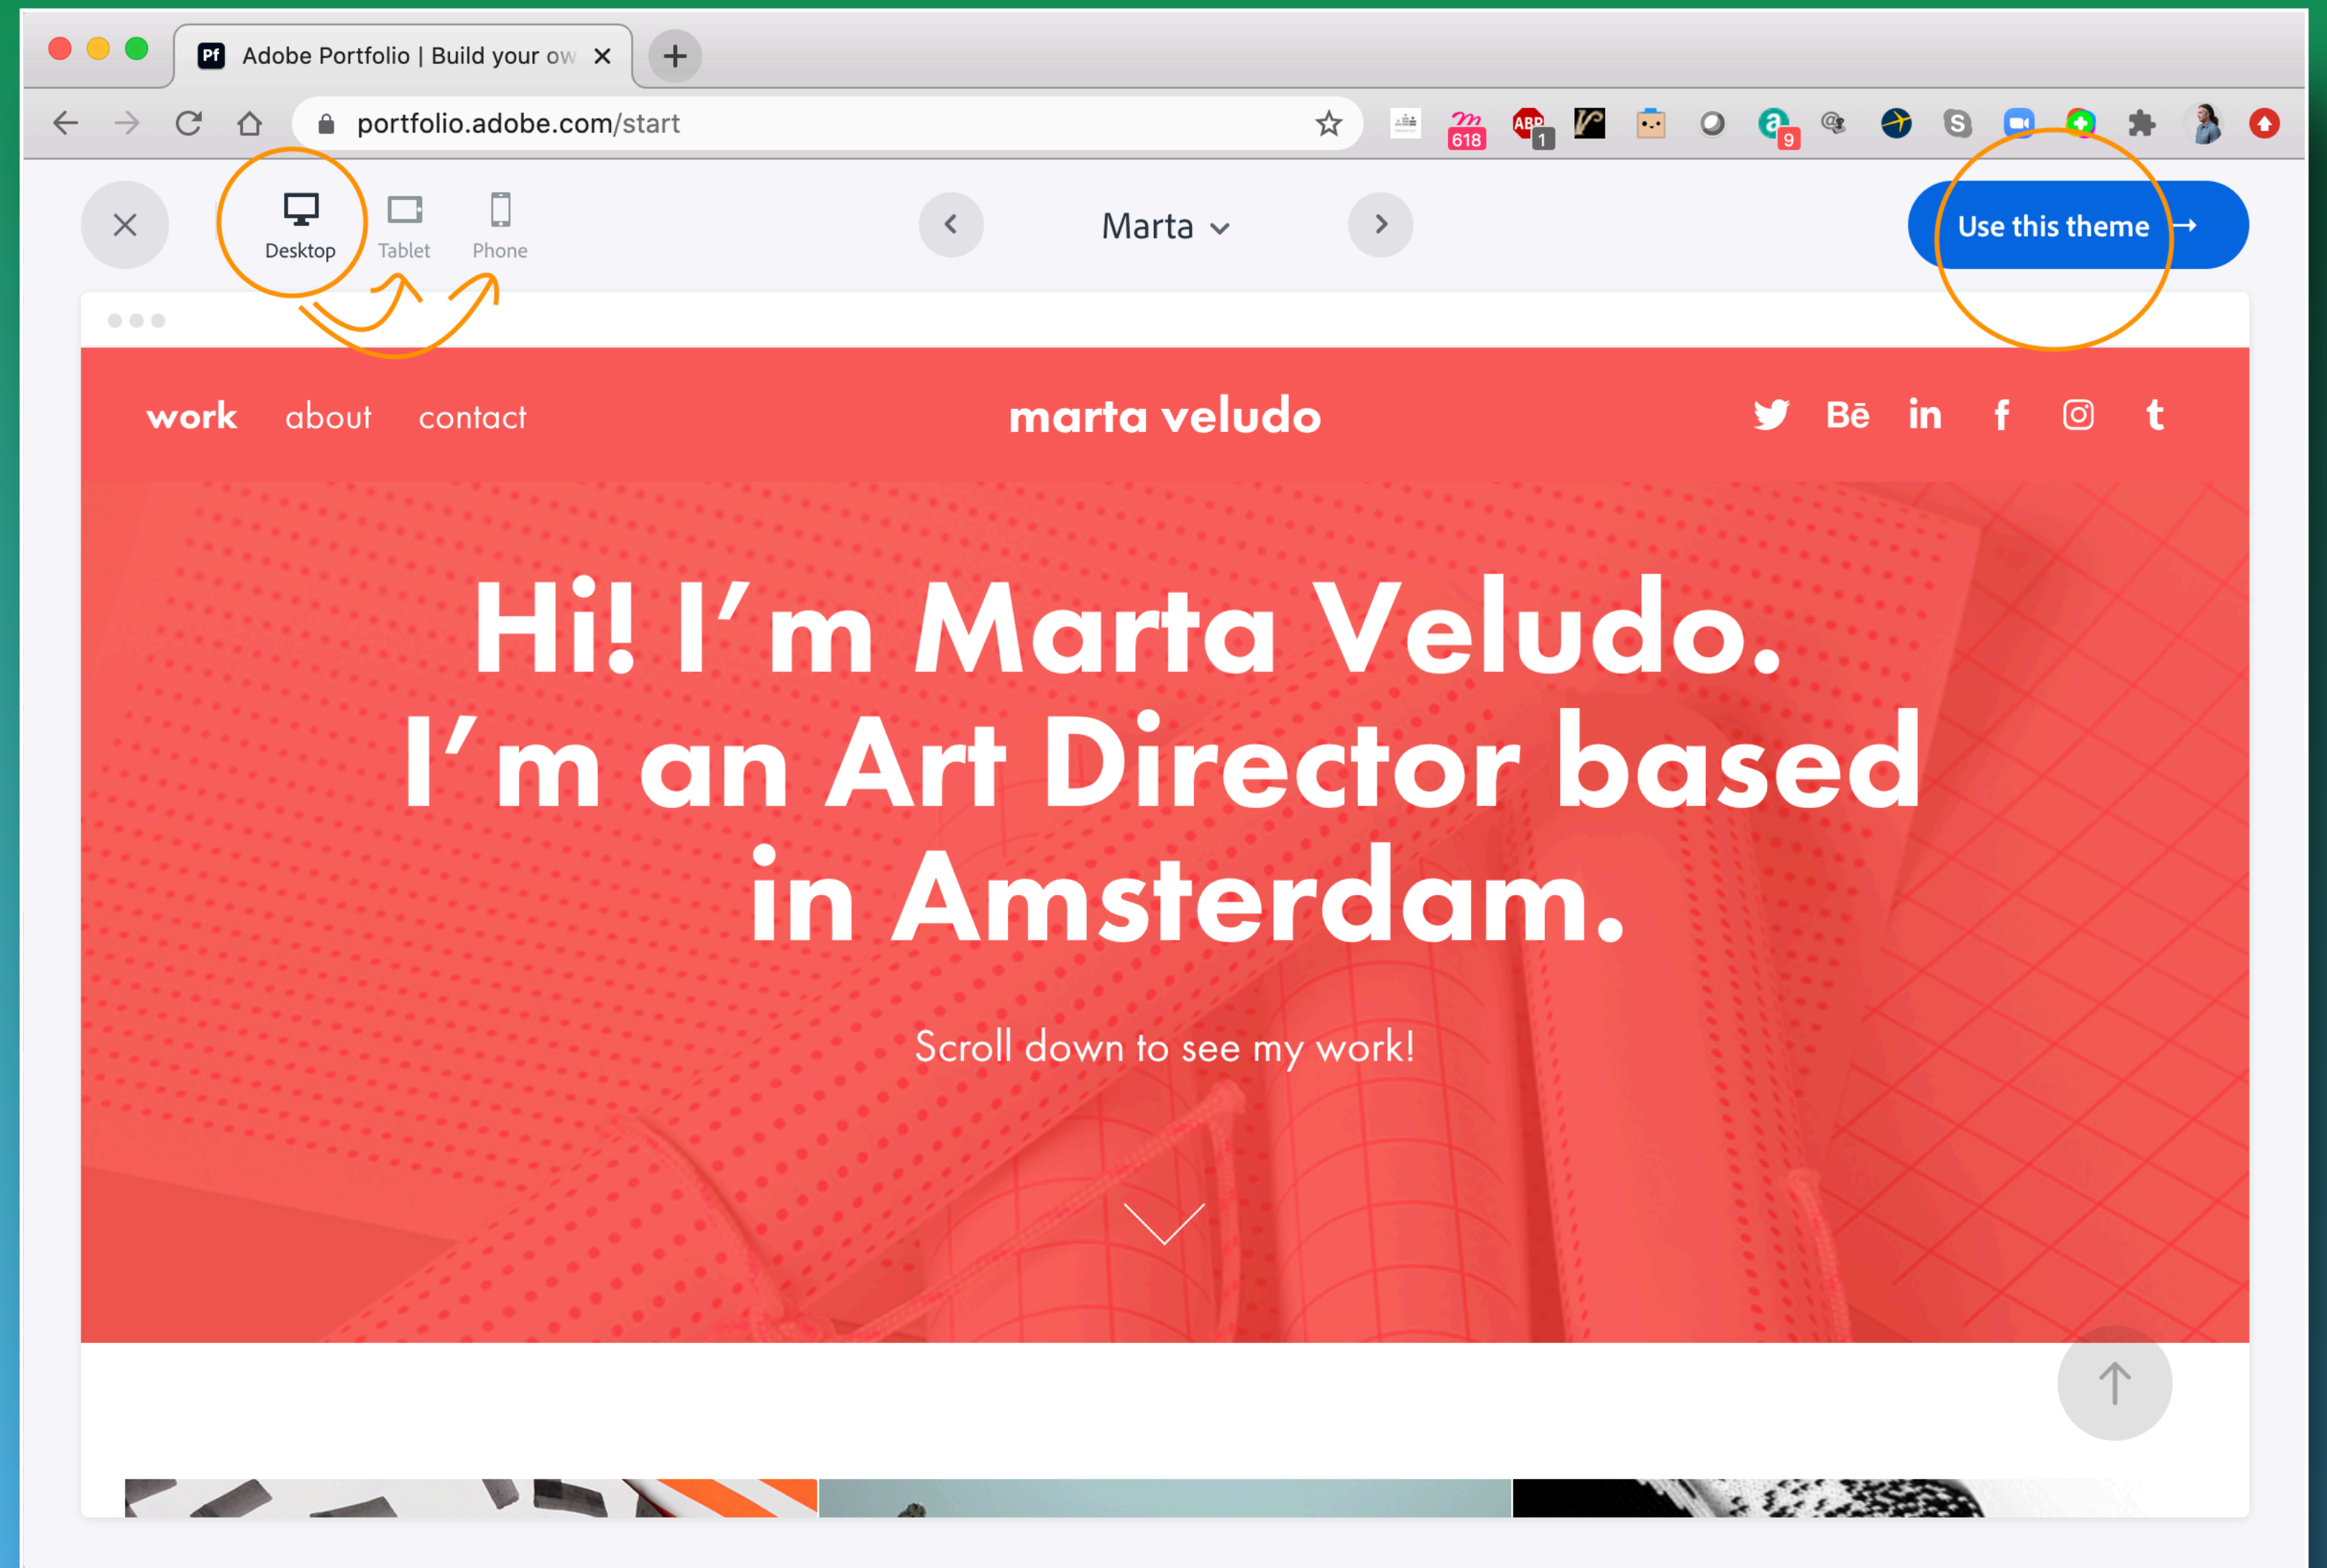 Pf Adobe Portfolio | Build your ow
portfolio.adobe.com/start
618
ABP
1
a
9
S
Desktop
Tablet
Phone
Marta
Use this theme →
work about contact
marta veludo
Bē in f t
Hi! I’m Marta Veludo.
I’m an Art Director based
in Amsterdam.
Scroll down to see my work!